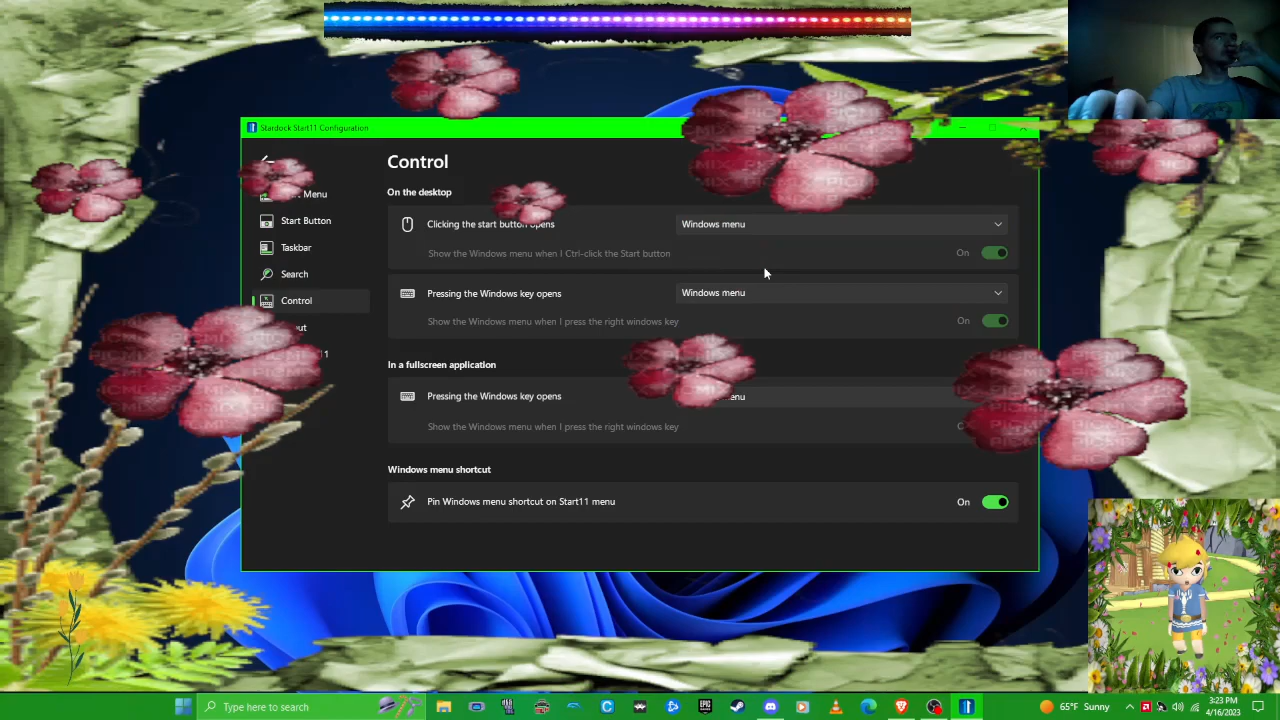 Stardock Start11 Configuration
Control
On the desktop
Menu
Start Button
Clicking the start button opens
Windows menu
Taskbar
Show the Windows menu when I Ctrl-click the Start button
On
Search
Control
Pressing the Windows key opens
Windows menu
Show the Windows menu when I press the right windows key
On
In a fullscreen application
Pressing the Windows key opens
Show the Windows menu when I press the right windows key
Windows menu shortcut
Pin Windows menu shortcut on Start11 menu
On
Type here to search
65°F Sunny
3:23 PM
4/16/2023